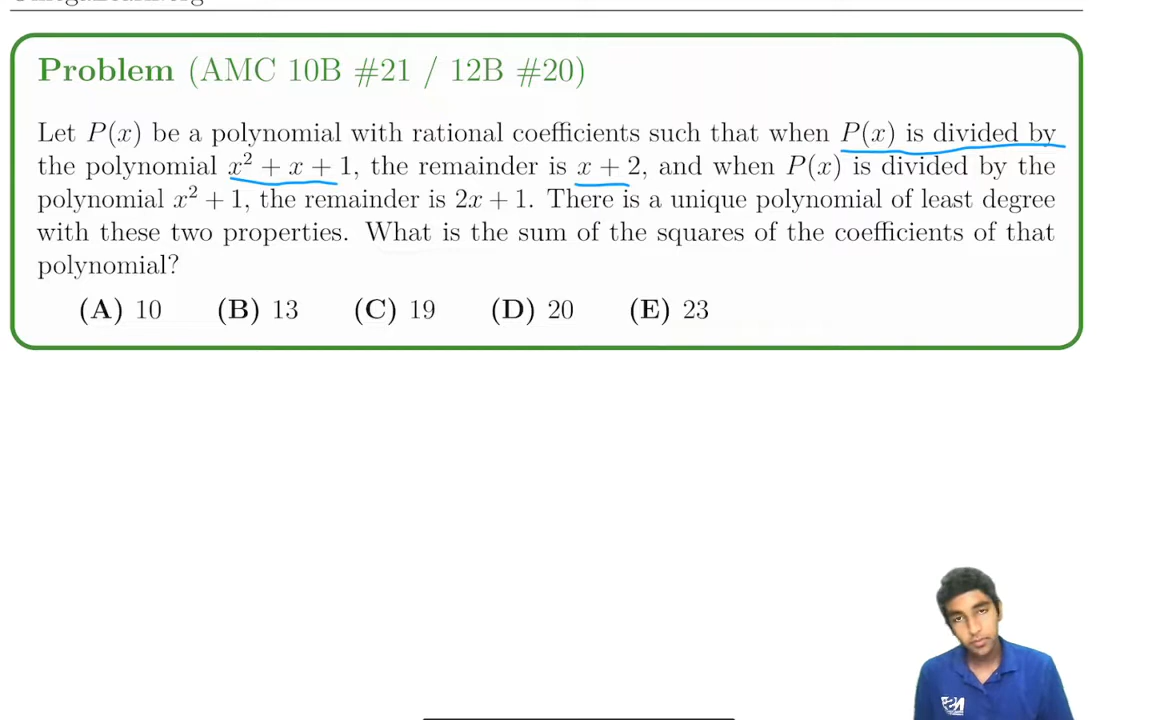 Problem (AMC 10B #21 / 12B #20)
Let P(x) be a polynomial with rational coefficients such that when P(x) is divided by
the polynomial x² + x + 1, the remainder is x + 2, and when P(x) is divided by the
polynomial x² + 1, the remainder is 2x + 1. There is a unique polynomial of least degree
with these two properties. What is the sum of the squares of the coefficients of that
polynomial?
(A) 10 (B) 13 (C) 19 (D) 20 (E) 23